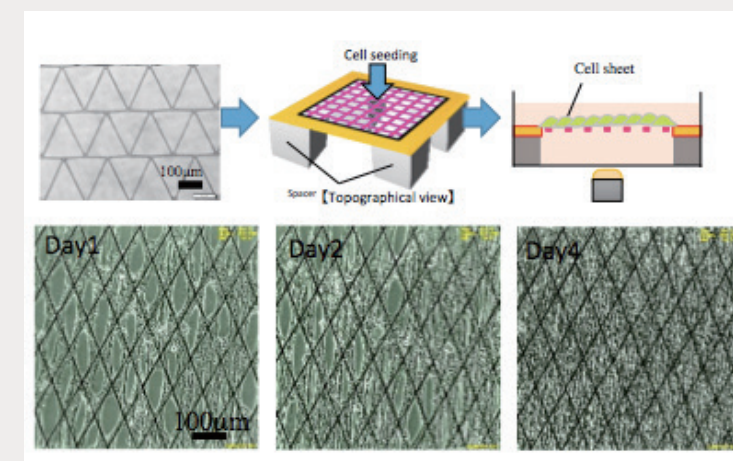 Cell seeding
Cell sheet
100μm
Spacer 【Topographical view】
Day1
Day2
Day4
100μm